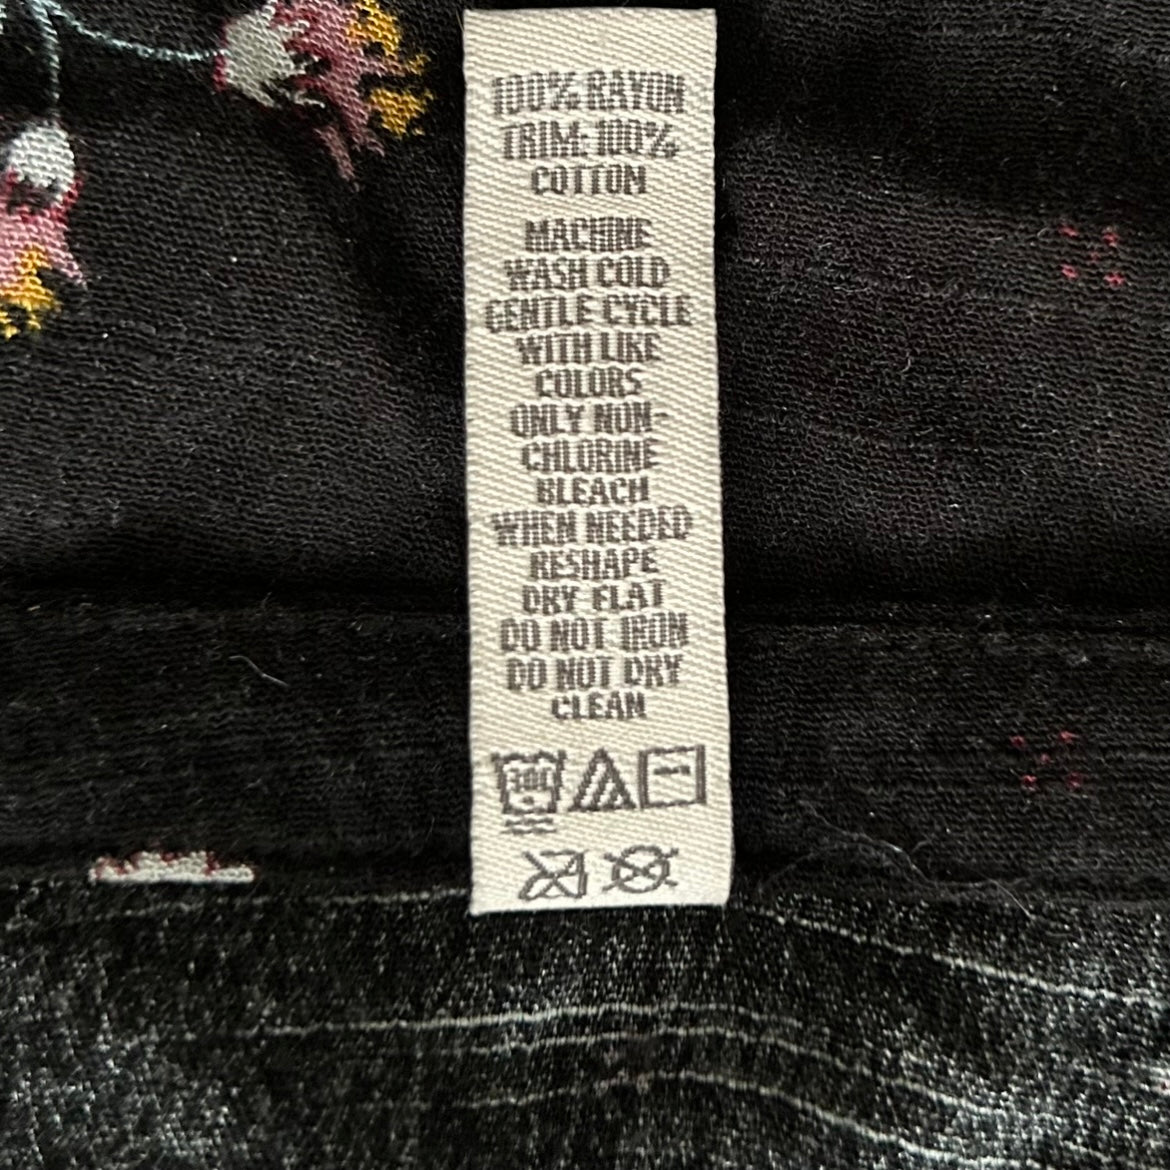 100% RAYON
TRIM: 100%
COTTON
MACHINE
WASH COLD
GENTLE CYCLE
WITH LIKE
COLORS
ONLY NON-
CHLORINE
BLEACH
WHEN NEEDED
RESHAPE
DRY FLAT
DO NOT IRON
DO NOT DRY
CLEAN
30C